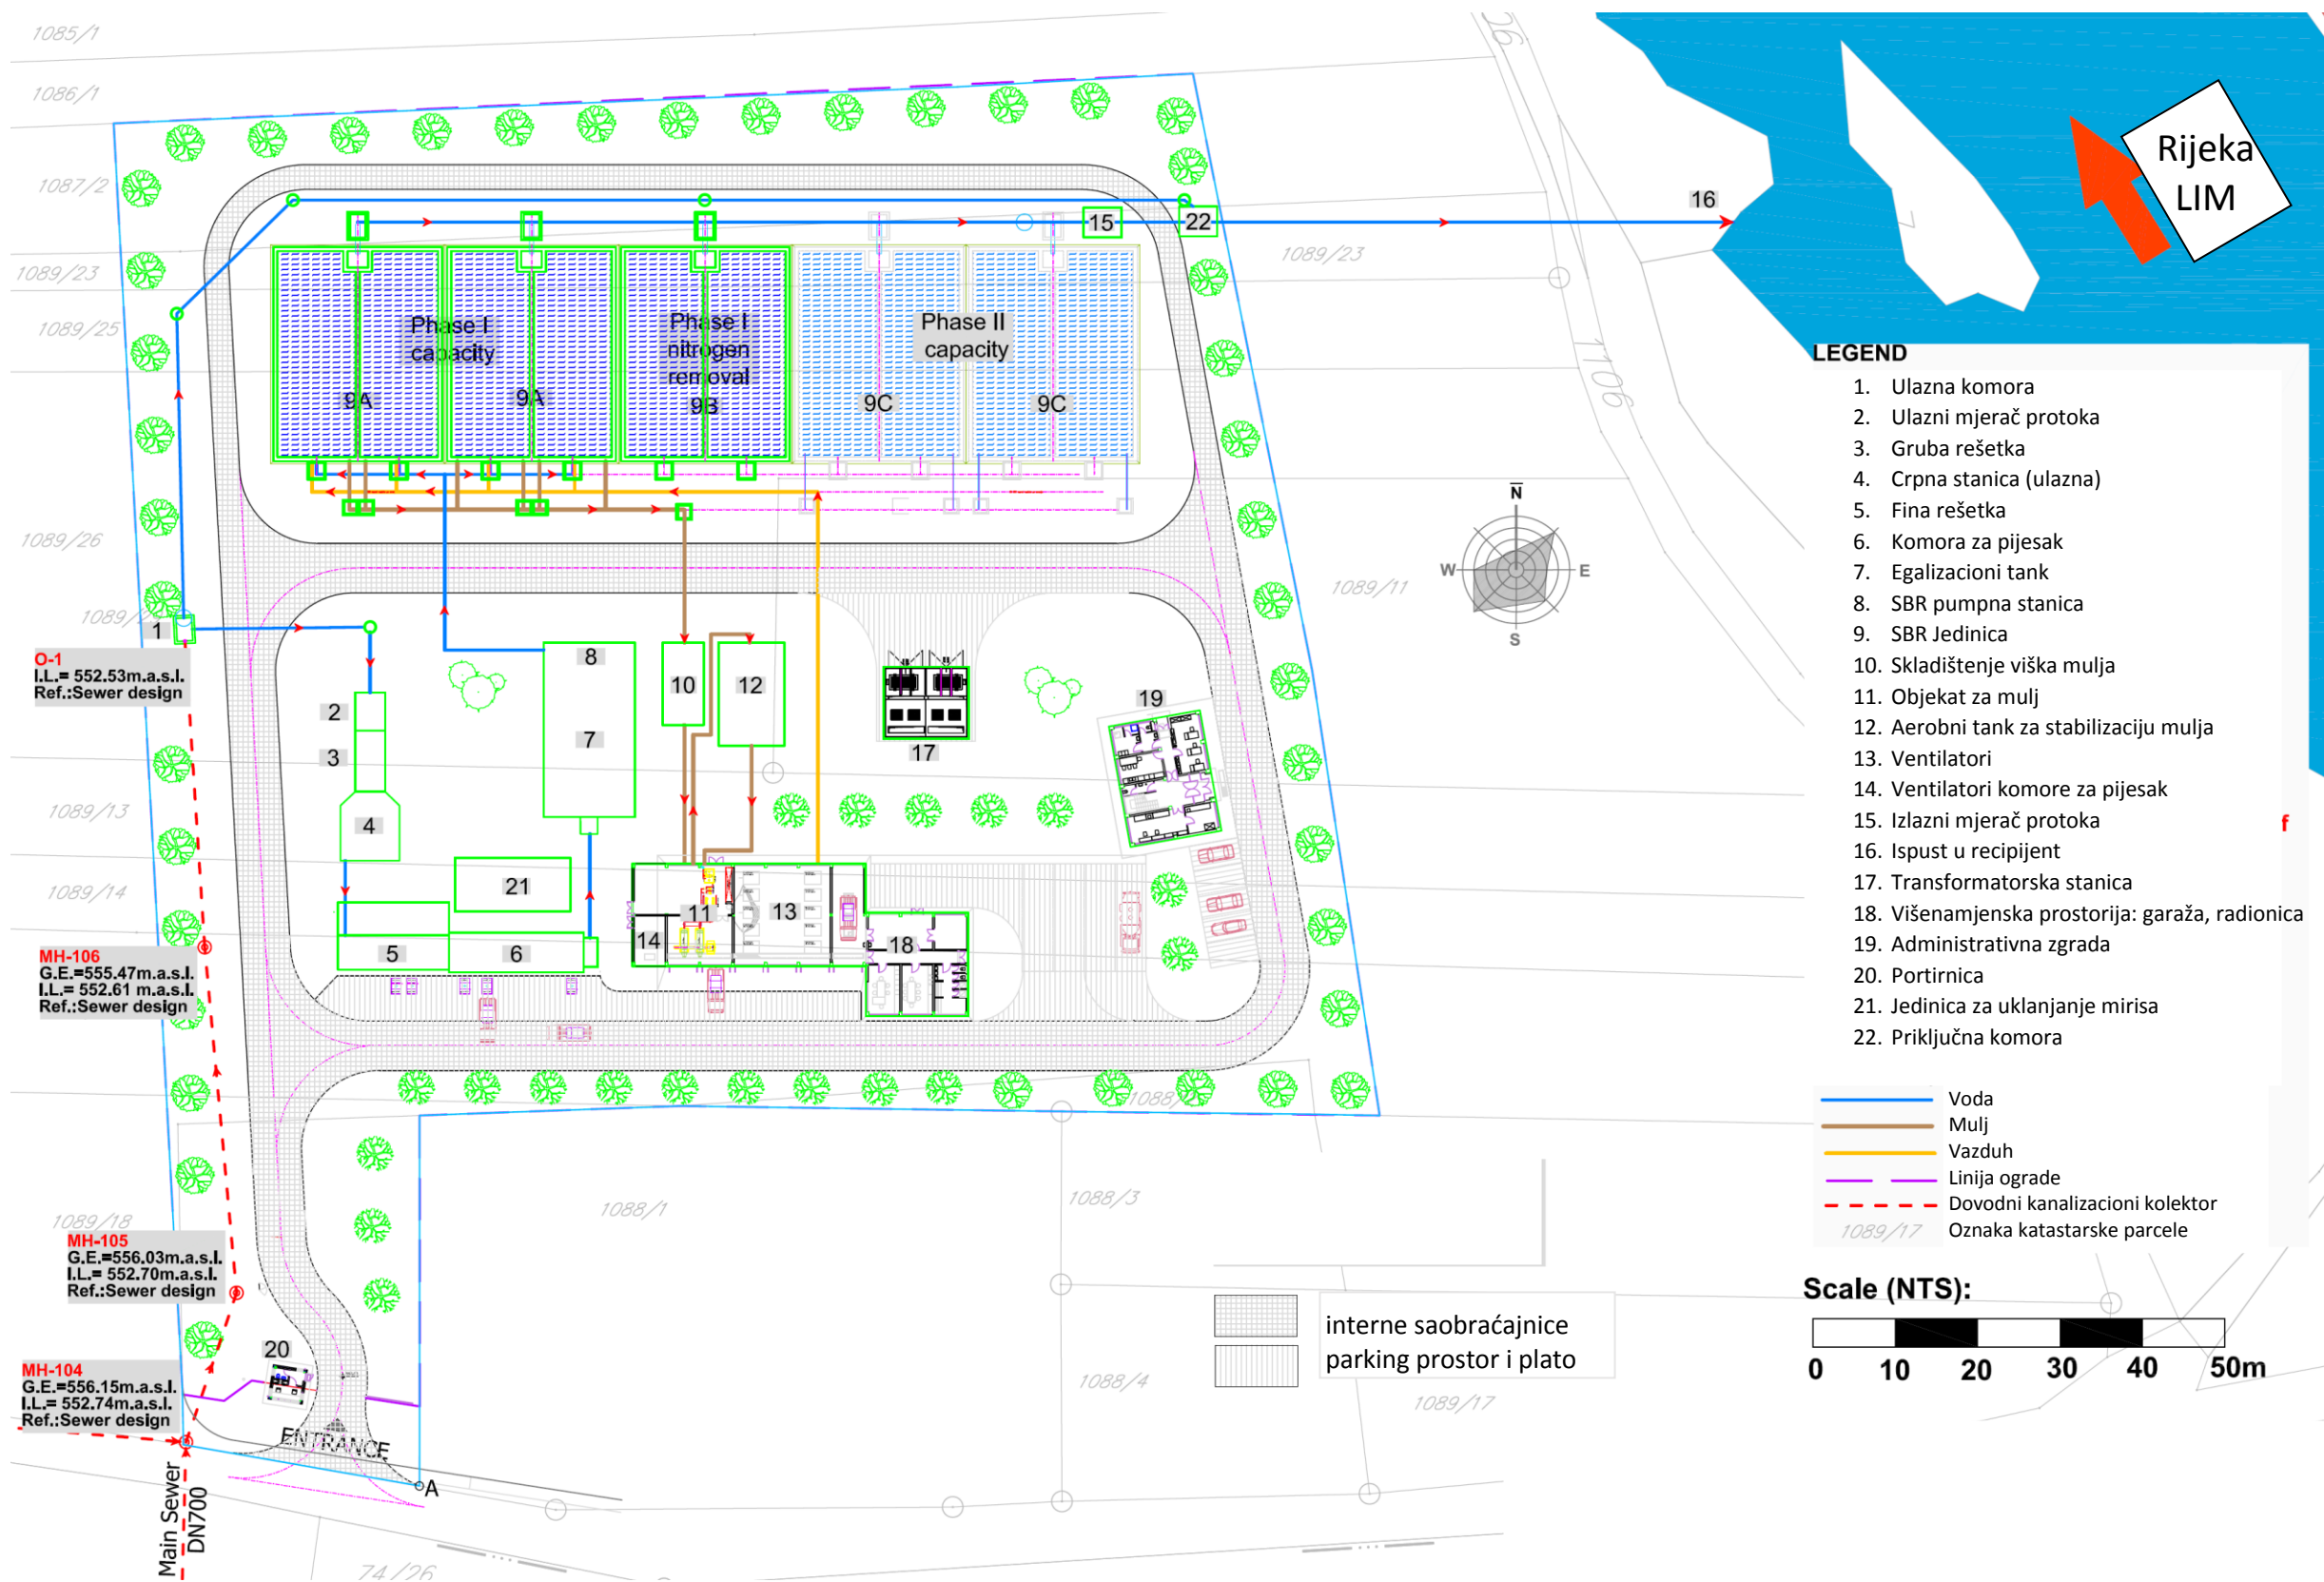 1085/1
1086/1
1087/2
1089/23
1089/25
1089/26
1089/13
1089/14
1089/18
26
1106
7
1089/23
1089/11
1088/1
1088/3
1088/4
1089/17
74/26
Rijeka
LIM
16
15
22
Phase I
capacity
9A
9A
Phase I
nitrogen
removal
9B
Phase II
capacity
9C
9C
N
W
E
S
1
O-1
I.L.= 552.53m.a.s.l.
Ref.:Sewer design
2
3
4
5
6
7
8
10
12
17
19
21
11
13
14
18
MH-106
G.E.=555.47m.a.s.l.
I.L.= 552.61 m.a.s.l.
Ref.:Sewer design
MH-105
G.E.=556.03m.a.s.l.
I.L.= 552.70m.a.s.l.
Ref.:Sewer design
20
MH-104
G.E.=556.15m.a.s.l.
I.L.= 552.74m.a.s.l.
Ref.:Sewer design
ENTRANCE
A
Main Sewer
DN700
LEGEND
1. Ulazna komora
2. Ulazni mjerač protoka
3. Gruba rešetka
4. Crpna stanica (ulazna)
5. Fina rešetka
6. Komora za pijesak
7. Egalizacioni tank
8. SBR pumpna stanica
9. SBR Jedinica
10. Skladištenje viška mulja
11. Objekat za mulj
12. Aerobni tank za stabilizaciju mulja
13. Ventilatori
14. Ventilatori komore za pijesak
15. Izlazni mjerač protoka
16. Ispust u recipijent
17. Transformatorska stanica
18. Višenamjenska prostorija: garaža, radionica
19. Administrativna zgrada
20. Portirnica
21. Jedinica za uklanjanje mirisa
22. Priključna komora
f
Voda
Mulj
Vazduh
Linija ograde
Dovodni kanalizacioni kolektor
1089/17 Oznaka katastarske parcele
interne saobraćajnice
parking prostor i plato
Scale (NTS):
0 10 20 30 40 50m